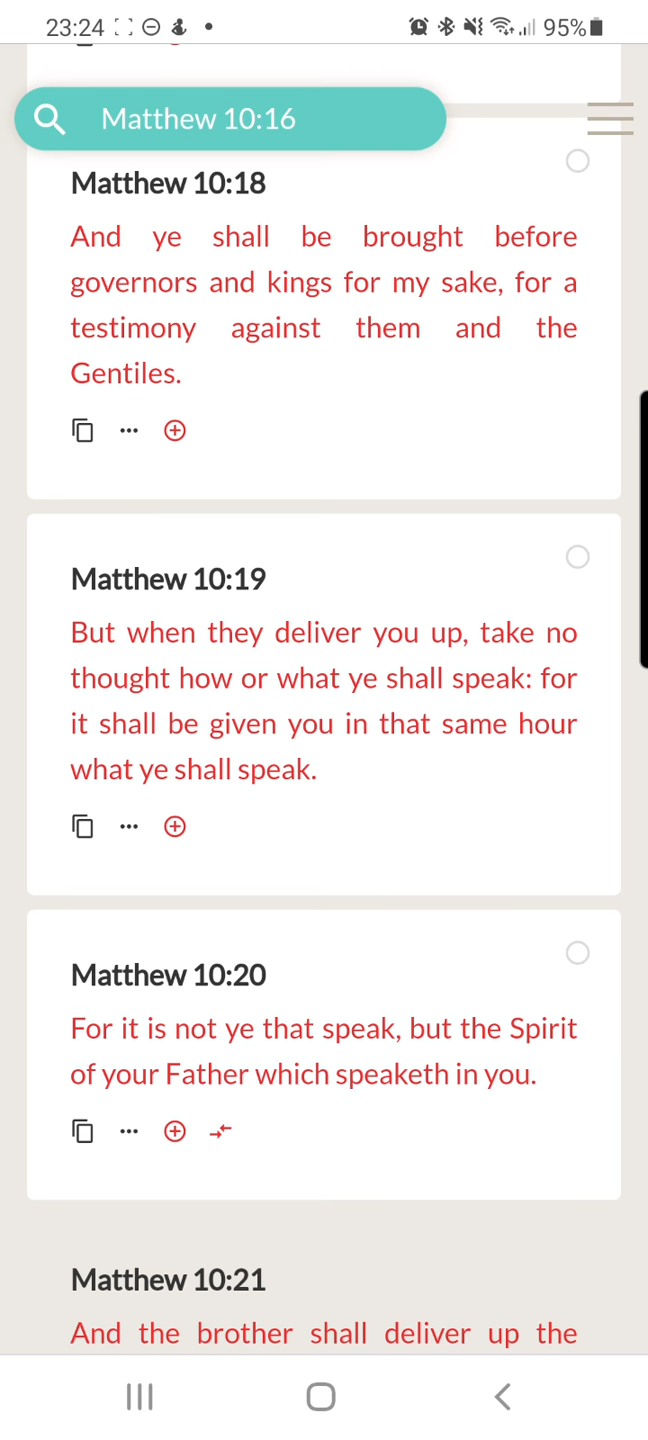 23:24
95%
Matthew 10:16
Matthew 10:18
And ye shall be brought before
governors and kings for my sake, for a
testimony against them and the
Gentiles.
Matthew 10:19
But when they deliver you up, take no
thought how or what ye shall speak: for
it shall be given you in that same hour
what ye shall speak.
Matthew 10:20
For it is not ye that speak, but the Spirit
of your Father which speaketh in you.
Matthew 10:21
And the brother shall deliver up the